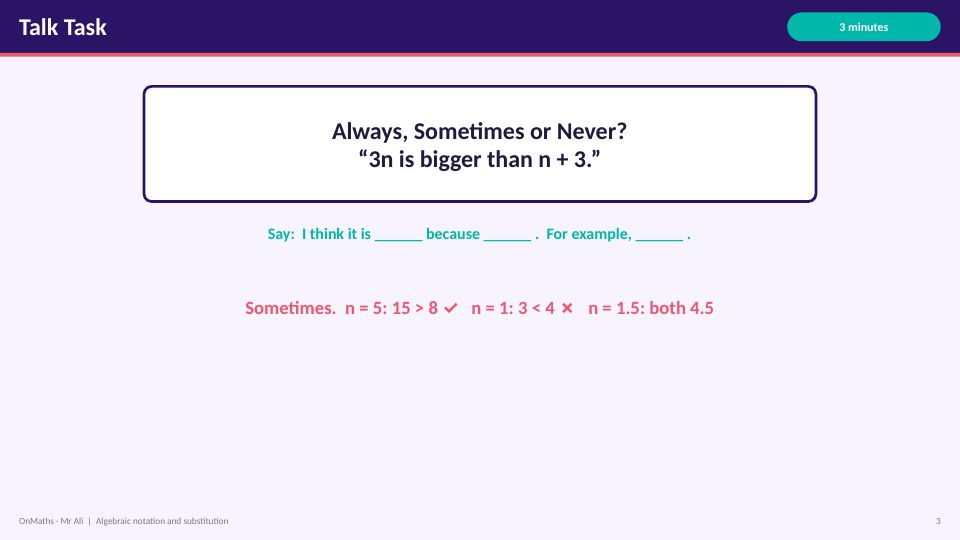 Talk Task
3 minutes
Always, Sometimes or Never?
“3n is bigger than n + 3.”
Say:  I think it is ______ because ______ .  For example, ______ .
Sometimes.  n = 5: 15 > 8 ✓   n = 1: 3 < 4 ✗   n = 1.5: both 4.5
OnMaths · Mr Ali  |  Algebraic notation and substitution
3